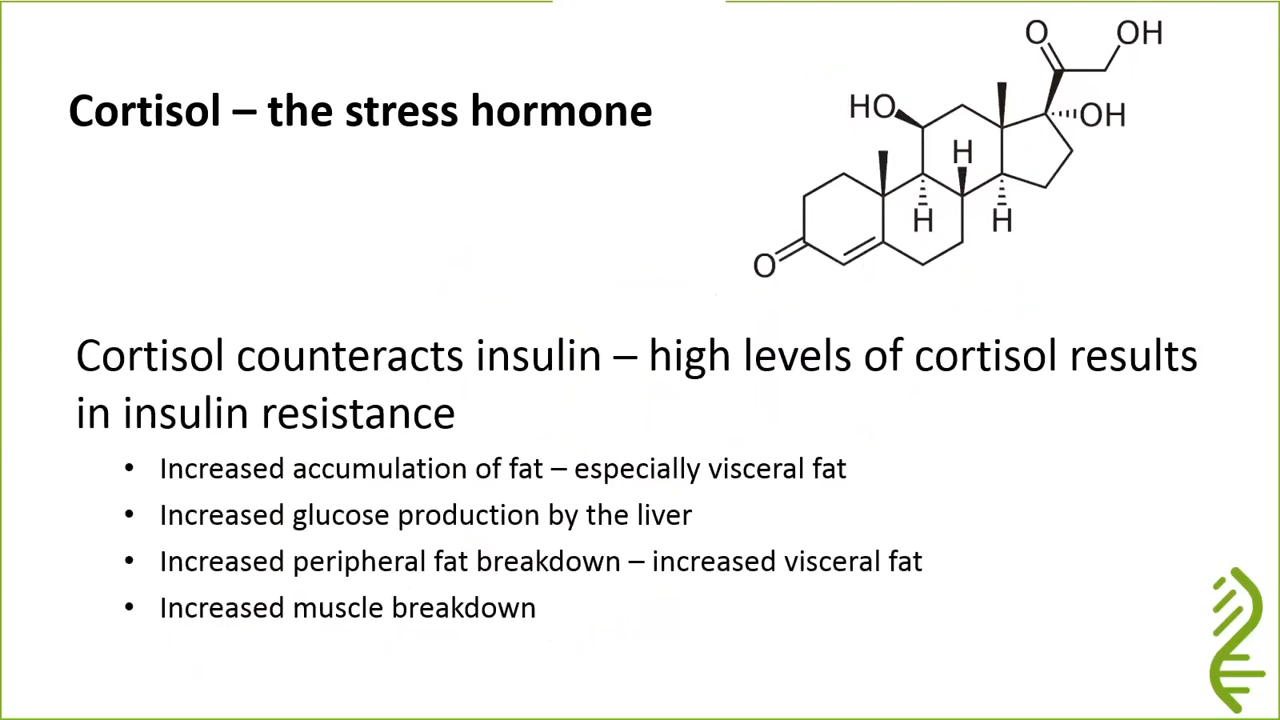 Cortisol – the stress hormone
O
OH
HO
OH
H
H
H
O
Cortisol counteracts insulin – high levels of cortisol results
in insulin resistance
• Increased accumulation of fat – especially visceral fat
• Increased glucose production by the liver
• Increased peripheral fat breakdown – increased visceral fat
• Increased muscle breakdown